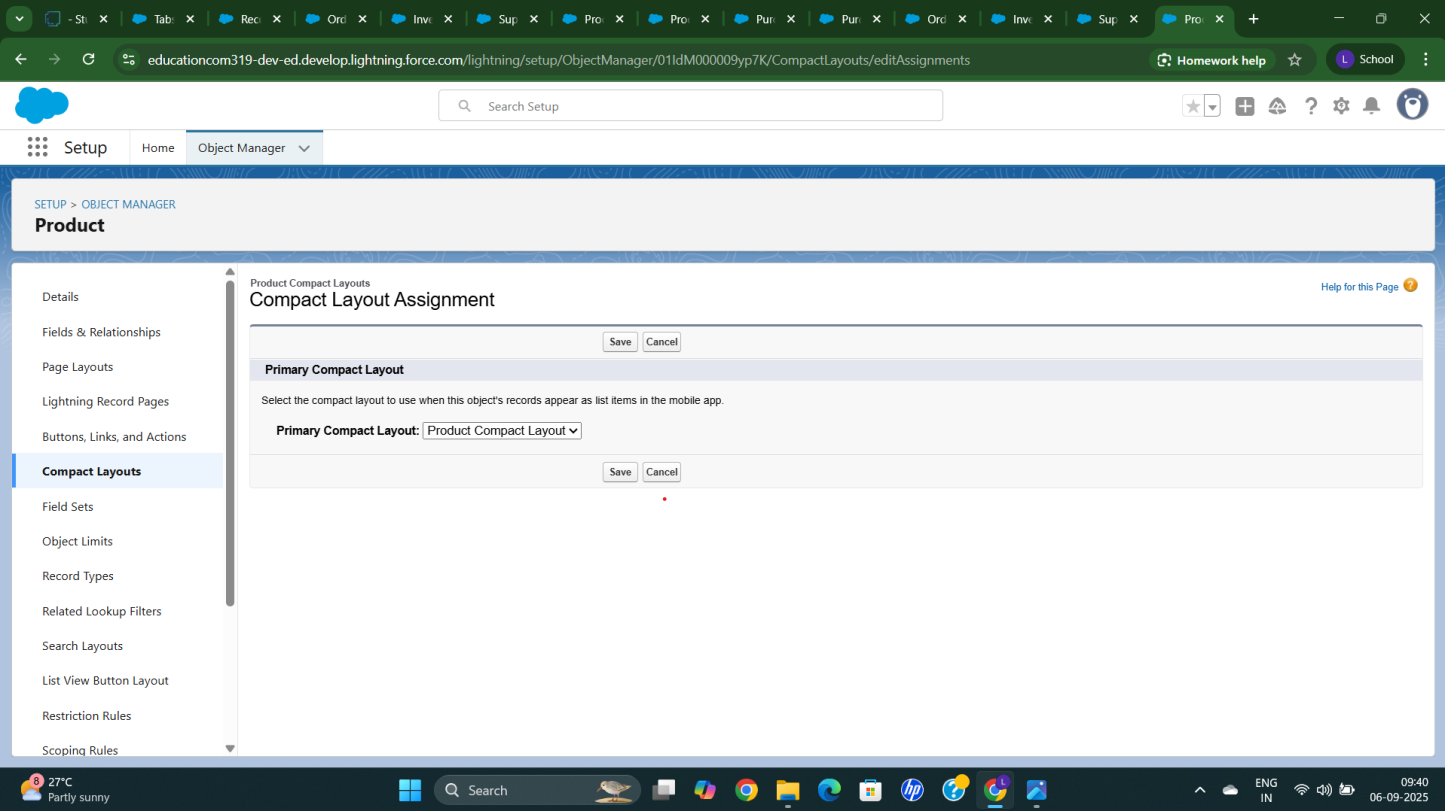 - St
Tab
Rec
Ord
Inve
Sup
Pro
Pro
Pur
Pur
Ord
Inve
Sup
Pro
educationcom319-dev-ed.develop.lightning.force.com/lightning/setup/ObjectManager/01IdM000009yp7K/CompactLayouts/editAssignments
Homework help
L
School
Search Setup
Setup
Home
Object Manager
SETUP > OBJECT MANAGER
Product
Details
Fields & Relationships
Page Layouts
Lightning Record Pages
Buttons, Links, and Actions
Compact Layouts
Field Sets
Object Limits
Record Types
Related Lookup Filters
Search Layouts
List View Button Layout
Restriction Rules
Scoping Rules
Product Compact Layouts
Compact Layout Assignment
Help for this Page ?
Save Cancel
Primary Compact Layout
Select the compact layout to use when this object's records appear as list items in the mobile app.
Primary Compact Layout: Product Compact Layout
Save Cancel
8
27°C
Partly sunny
Search
hp
L
ENG
IN
09:40
06-09-2025